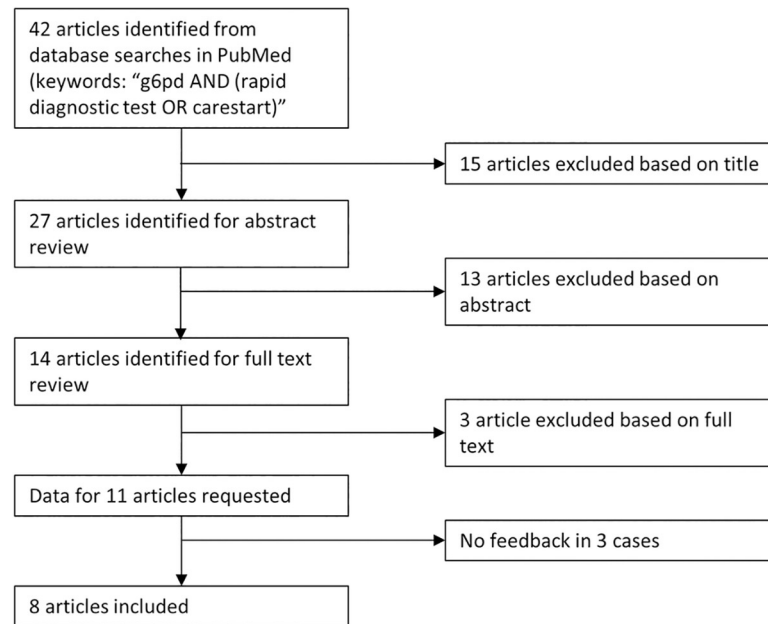 42 articles identified from
database searches in PubMed
(keywords: “g6pd AND (rapid
diagnostic test OR carestart)”
15 articles excluded based on title
27 articles identified for abstract
review
13 articles excluded based on
abstract
14 articles identified for full text
review
3 article excluded based on full
text
Data for 11 articles requested
No feedback in 3 cases
8 articles included